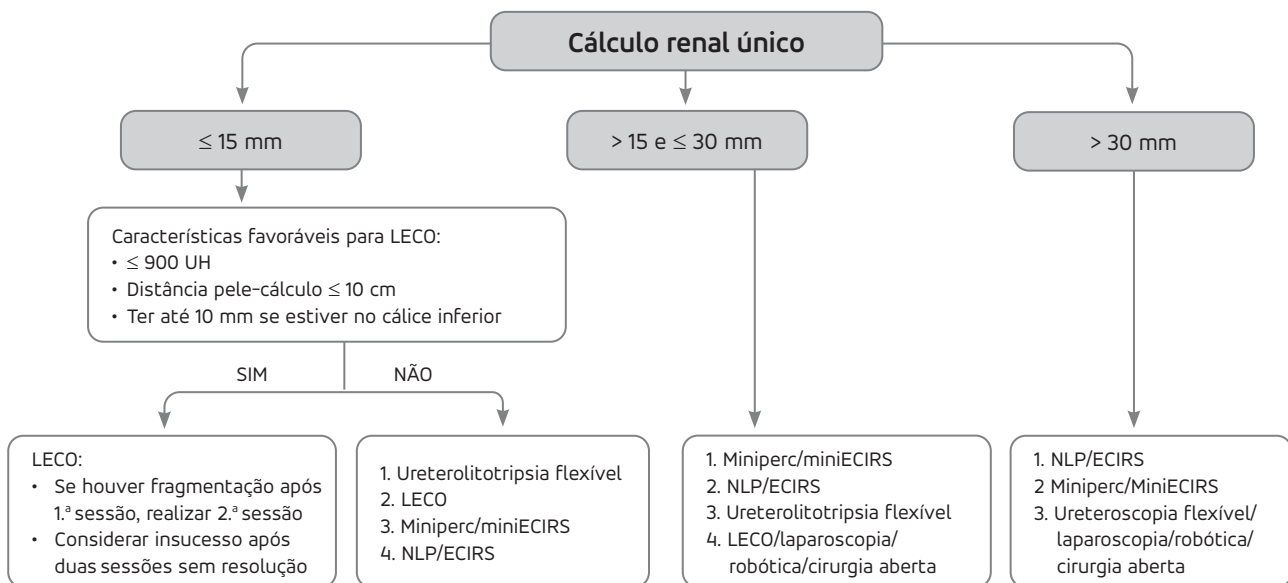 Cálculo renal único
≤ 15 mm
> 15 e ≤ 30 mm
> 30 mm
Características favoráveis para LECO:
• ≤ 900 UH
• Distância pele-cálculo ≤ 10 cm
• Ter até 10 mm se estiver no cálice inferior
SIM
NÃO
LECO:
• Se houver fragmentação após
1.ª sessão, realizar 2.ª sessão
• Considerar insucesso após
duas sessões sem resolução
1. Ureterolitotripsia flexível
2. LECO
3. Miniperc/miniECIRS
4. NLP/ECIRS
1. Miniperc/miniECIRS
2. NLP/ECIRS
3. Ureterolitotripsia flexível
4. LECO/laparoscopia/
robótica/cirurgia aberta
1. NLP/ECIRS
2 Miniperc/MiniECIRS
3. Ureteroscopia flexível/
laparoscopia/robótica/
cirurgia aberta